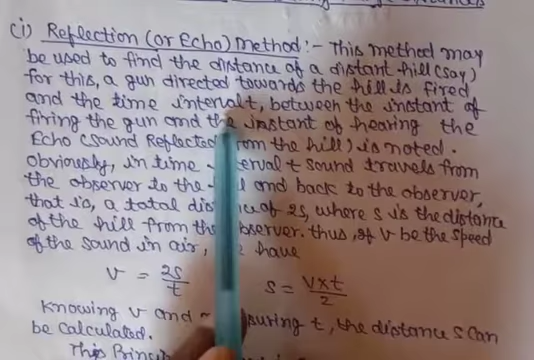 (i) Reflection (or Echo) Method :- This method may
be used to find the distance of a distant hill (say)
for this, a gun directed towards the hill is fired
and the time interval t, between the instant of
firing the gun and the instant of hearing the
Echo (sound Reflected from the hill) is noted.
obviously, in time interval t sound travels from
the observer to the and back to the observer,
that is, a total distance of 2s, where s is the distance
of the hill from the observer. thus, if v be the speed
of the sound in air, have
v = 2s/t s = v×t/2
Knowing v and measuring t, the distance s can
be calculated.
This